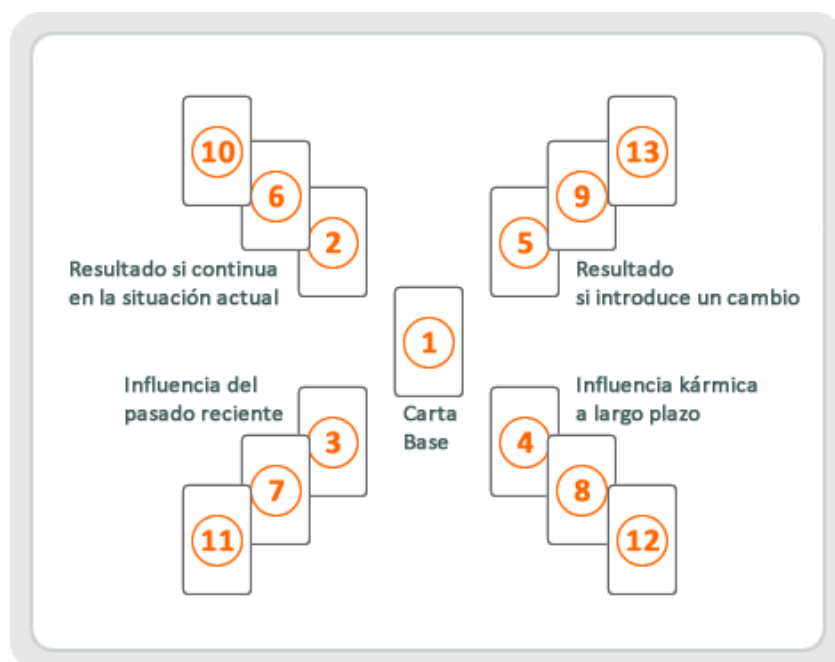 10
13
6
9
2
5
Resultado si continua
en la situación actual
Resultado
si introduce un cambio
1
Carta
Base
Influencia del
pasado reciente
Influencia kármica
a largo plazo
3
4
7
8
11
12